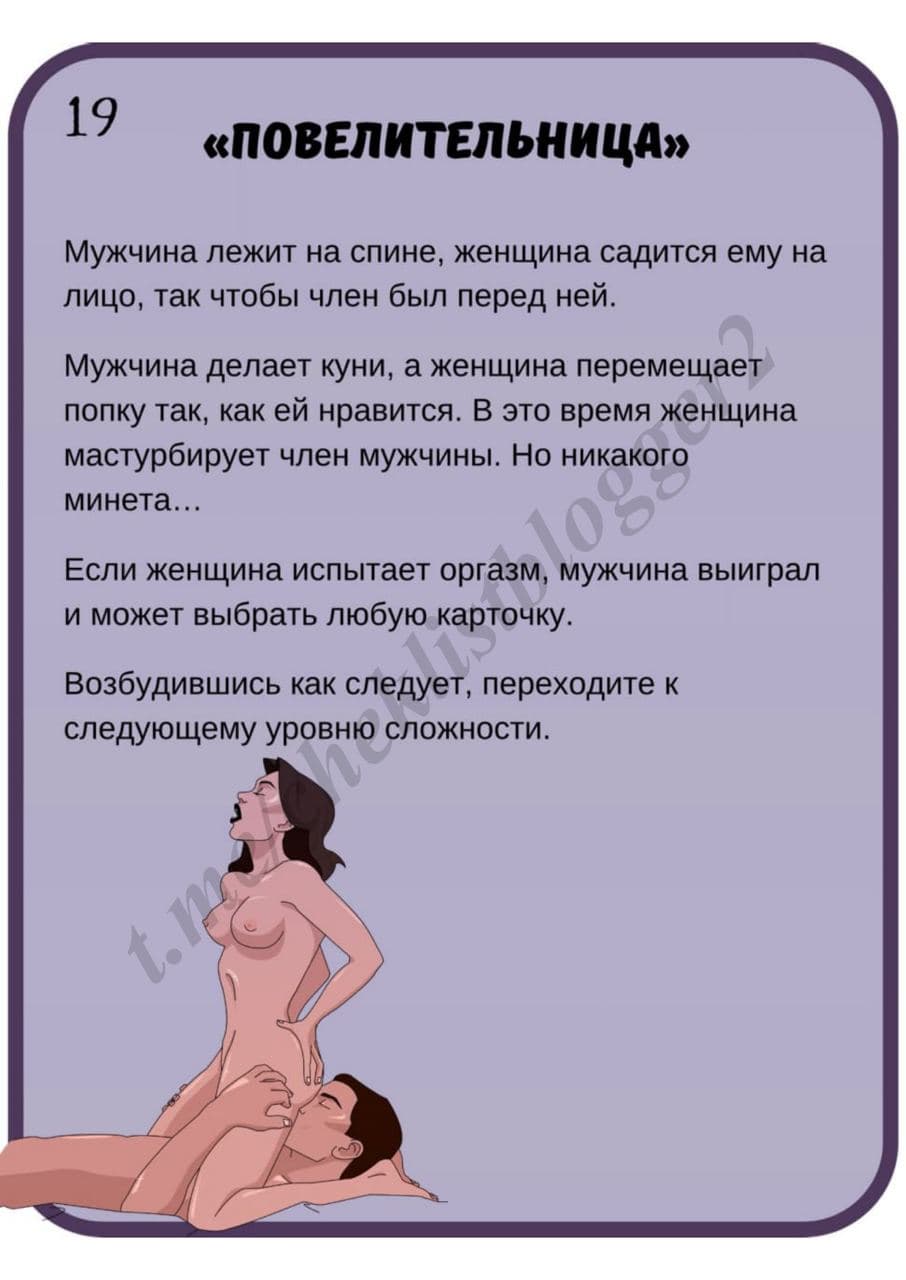 19
«ПОВЕЛИТЕЛЬНИЦА»
Мужчина лежит на спине, женщина садится ему на
лицо, так чтобы член был перед ней.
Мужчина делает куни, а женщина перемещает
попку так, как ей нравится. В это время женщина
мастурбирует член мужчины. Но никакого
минета…
Если женщина испытает оргазм, мужчина выиграл
и может выбрать любую карточку.
Возбудившись как следует, переходите к
следующему уровню сложности.
t.me/cheklistblogger2